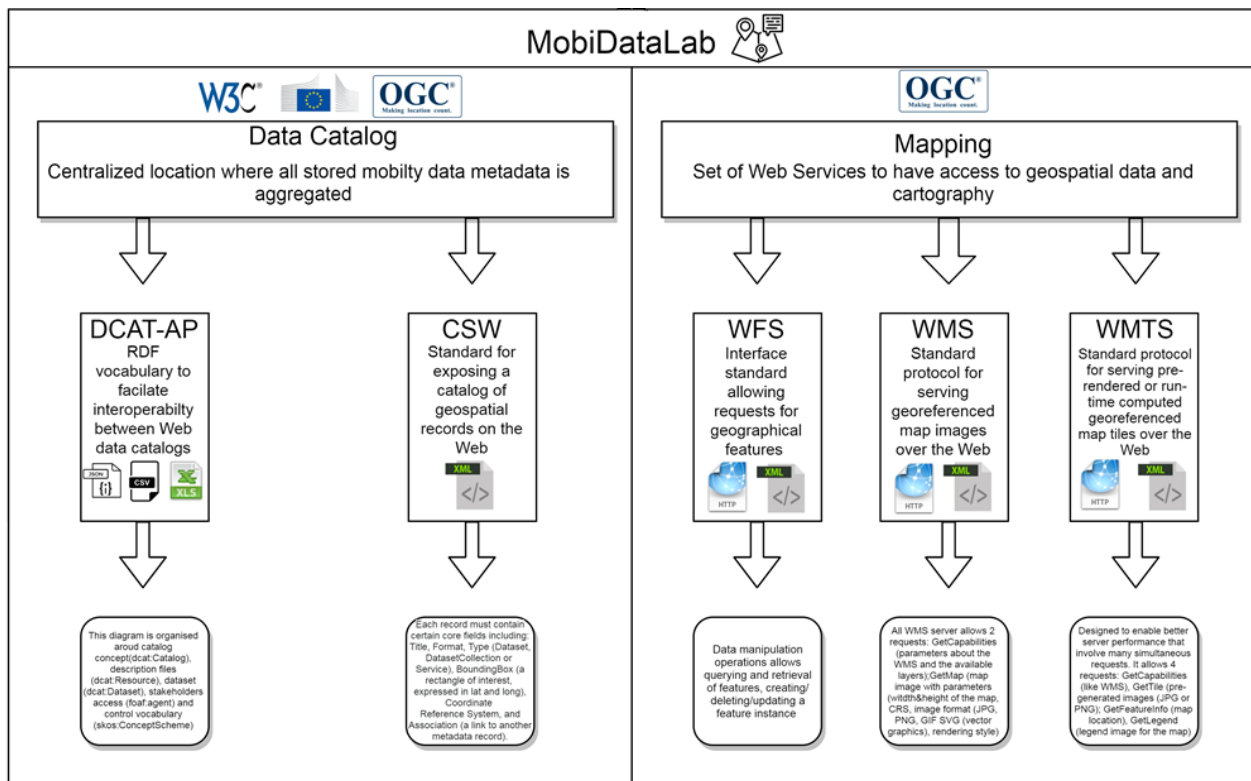 MobiDataLab
W3C®
OGC®
Making location count.
OGC®
Making location count.
Data Catalog
Centralized location where all stored mobilty data metadata is
aggregated
Mapping
Set of Web Services to have access to geospatial data and
cartography
DCAT-AP
RDF
vocabulary to
facilate
interoperabilty
between Web
data catalogs
JSON
{i}
CSV
XLS
CSW
Standard for
exposing a
catalog of
geospatial
records on the
Web
XML
</>
WFS
Interface
standard
allowing
requests for
geographical
features
HTTP
XML
</>
WMS
Standard
protocol for
serving
georeferenced
map images
over the Web
HTTP
XML
</>
WMTS
Standard protocol
for serving pre-
rendered or run-
time computed
georeferenced
map tiles over the
Web
HTTP
XML
</>
This diagram is organised
aroud catalog
concept(dcat:Catalog),
description files
(dcat:Resource), dataset
(dcat:Dataset), stakeholders
access (foaf:agent) and
control vocabulary
(skos:ConceptScheme)
Each record must contain
certain core fields including:
Title, Format, Type (Dataset,
DatasetCollection or
Service), BoundingBox (a
rectangle of interest,
expressed in lat and long),
Coordinate
Reference System, and
Association (a link to another
metadata record).
Data manipulation
operations allows
querying and retrieval
of features, creating/
deleting/updating a
feature instance
All WMS server allows 2
requests: GetCapabilities
(parameters about the
WMS and the available
layers);GetMap (map
image with parameters
(witdth&height of the map,
CRS, image format (JPG,
PNG, GIF SVG (vector
graphics), rendering style)
Designed to enable better
server performance that
involve many simultaneous
requests. It allows 4
requests: GetCapabilities
(like WMS), GetTile (pre-
generated images (JPG or
PNG); GetFeatureInfo (map
location), GetLegend
(legend image for the map)